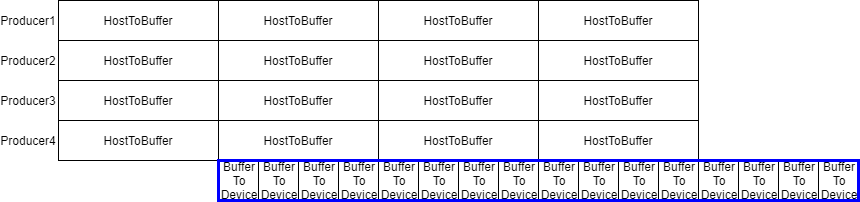 Producer1 HostToBuffer HostToBuffer HostToBuffer HostToBuffer
Producer2 HostToBuffer HostToBuffer HostToBuffer HostToBuffer
Producer3 HostToBuffer HostToBuffer HostToBuffer HostToBuffer
Producer4 HostToBuffer HostToBuffer HostToBuffer HostToBuffer
Buffer Buffer Buffer Buffer Buffer Buffer Buffer Buffer Buffer Buffer Buffer Buffer Buffer Buffer Buffer Buffer
To To To To To To To To To To To To To To To To
Device Device Device Device Device Device Device Device Device Device Device Device Device Device Device Device